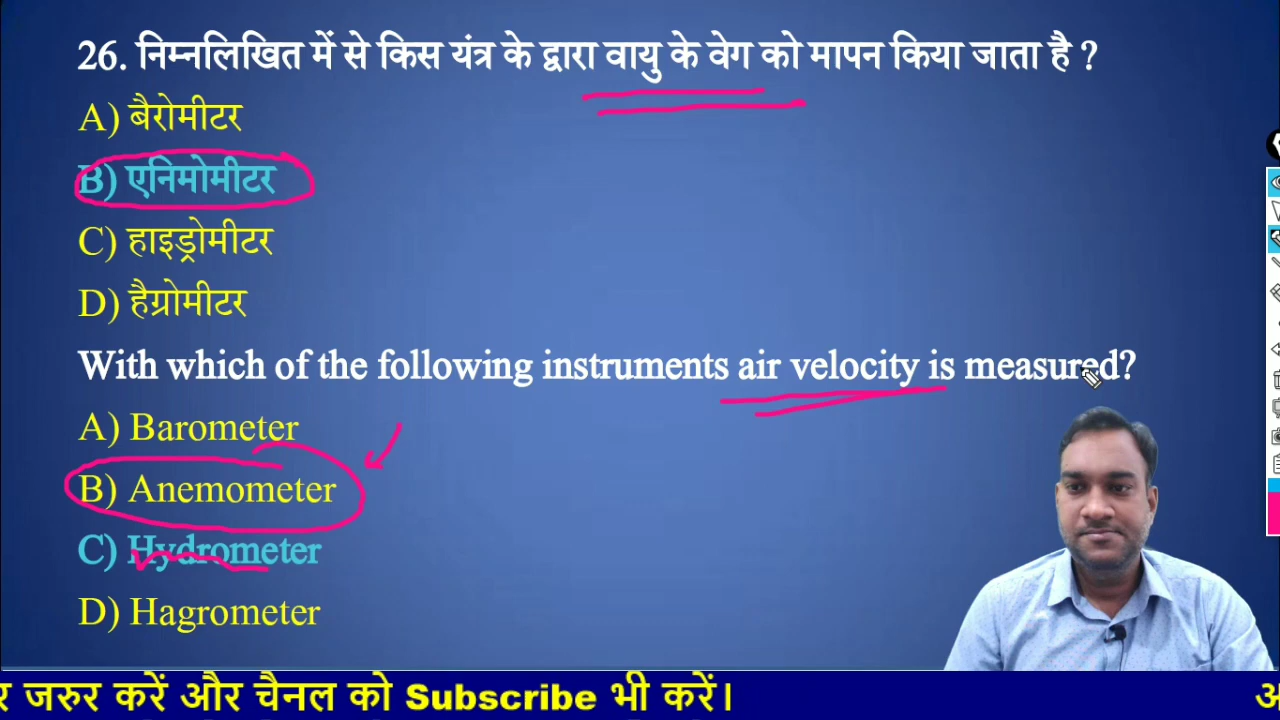 26. निम्नलिखित में से किस यंत्र के द्वारा वायु के वेग को मापन किया जाता है ?
A) बैरोमीटर
B) एनिमोमीटर
C) हाइड्रोमीटर
D) हैग्रोमीटर
With which of the following instruments air velocity is measured?
A) Barometer
B) Anemometer
C) Hydrometer
D) Hagrometer
र जरुर करें और चैनल को Subscribe भी करें।